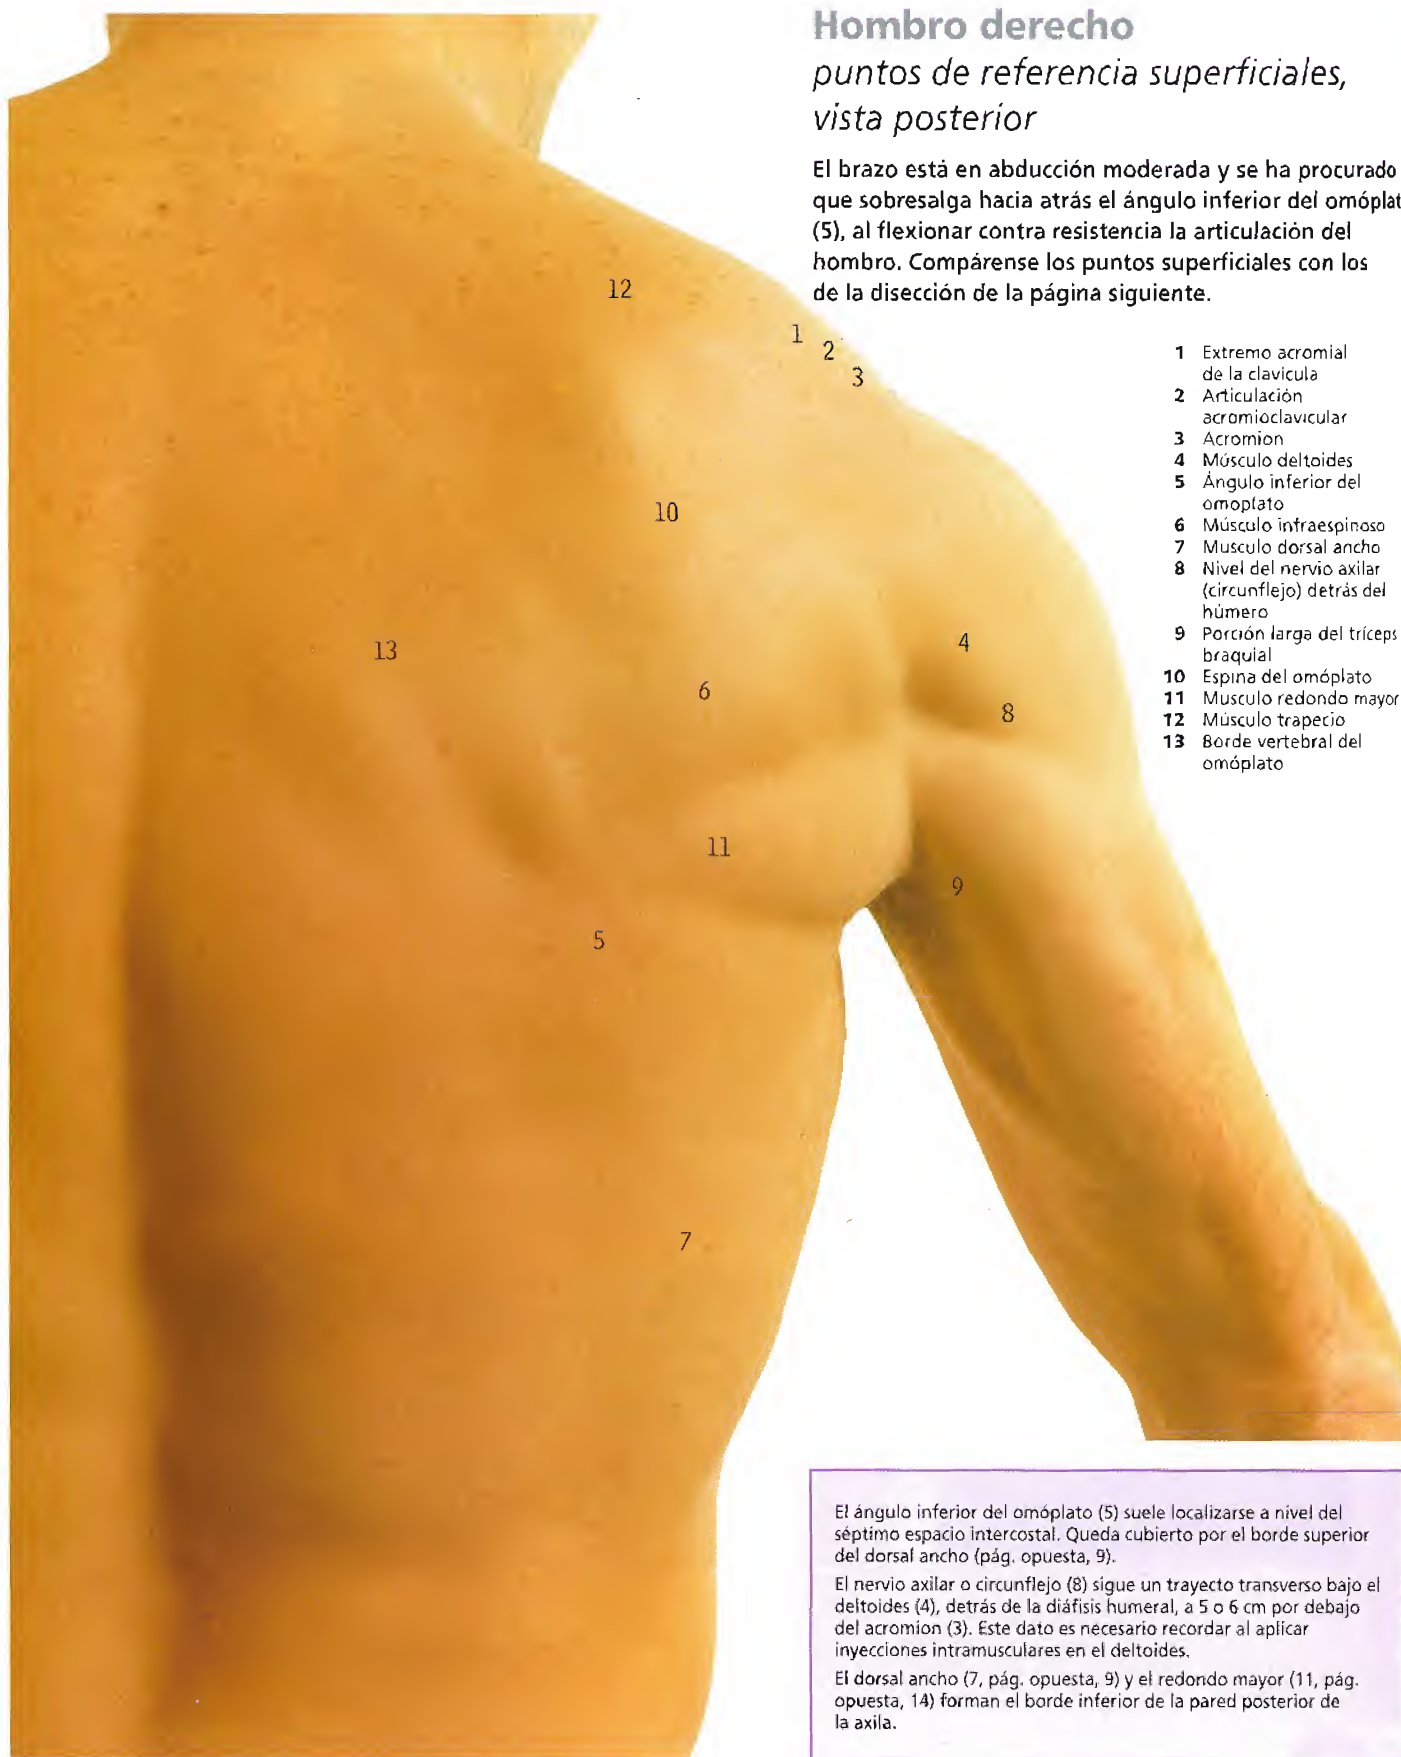 Hombro derecho
puntos de referencia superficiales,
vista posterior
El brazo está en abducción moderada y se ha procurado
que sobresalga hacia atrás el ángulo inferior del omóplat
(5), al flexionar contra resistencia la articulación del
hombro. Compárense los puntos superficiales con los
de la disección de la página siguiente.
12
1
2
3
10
13
4
6
8
11
9
5
7
1 Extremo acromial
de la clavicula
2 Articulación
acromioclavicular
3 Acromion
4 Músculo deltoides
5 Ángulo inferior del
omoplato
6 Músculo infraespinoso
7 Musculo dorsal ancho
8 Nivel del nervio axilar
(circunflejo) detrás del
húmero
9 Porción larga del tríceps
braquial
10 Espina del omóplato
11 Musculo redondo mayor
12 Músculo trapecio
13 Borde vertebral del
omóplato
El ángulo inferior del omóplato (5) suele localizarse a nivel del
séptimo espacio intercostal. Queda cubierto por el borde superior
del dorsal ancho (pág. opuesta, 9).
El nervio axilar o circunflejo (8) sigue un trayecto transverso bajo el
deltoides (4), detrás de la diáfisis humeral, a 5 o 6 cm por debajo
del acromion (3). Este dato es necesario recordar al aplicar
inyecciones intramusculares en el deltoides.
El dorsal ancho (7, pág. opuesta, 9) y el redondo mayor (11, pág.
opuesta, 14) forman el borde inferior de la pared posterior de
la axila.